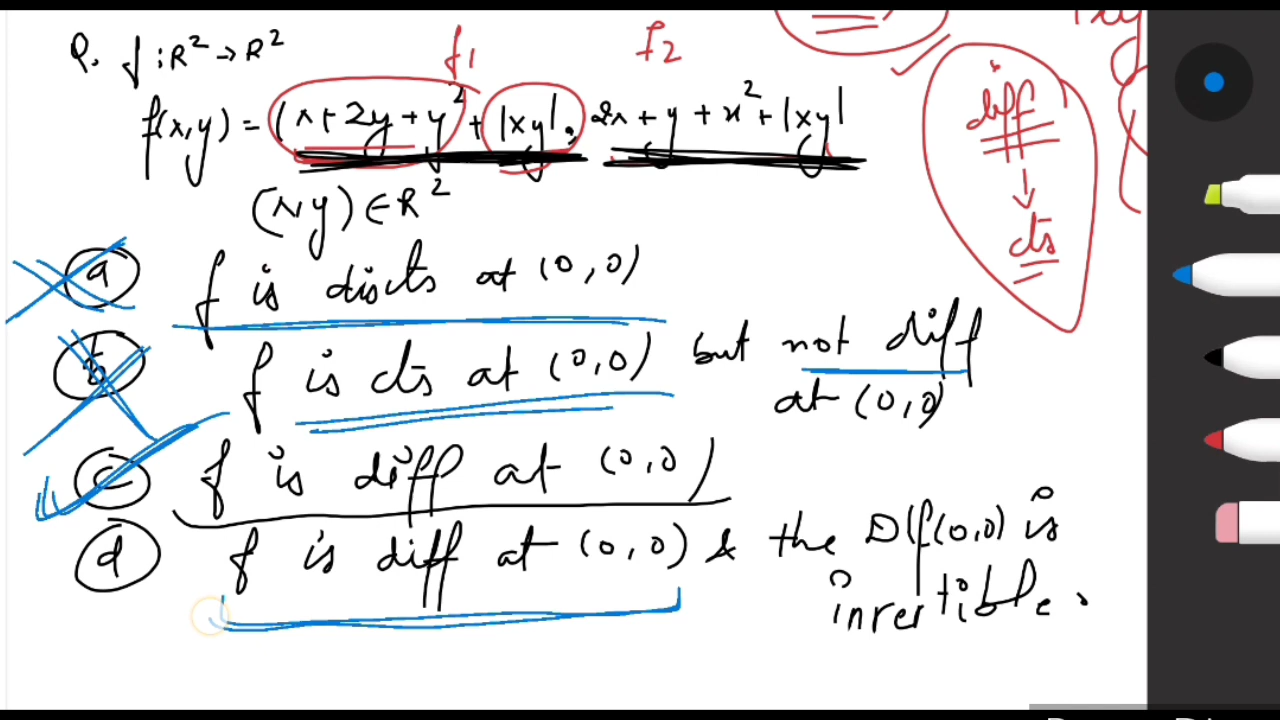 Q. f : R² → R²
f1 f2
f(x,y) = (x+2y+y² + |xy|, 2x+y+x²+|xy|
(x y) ∈ R²
diff
↓
cts
(a) f is discts at (0,0)
(b) f is cts at (0,0) but not diff
at (0,0)
(c) f is diff at (0,0)
(d) f is diff at (0,0) & the Df(0,0) is
invertible.